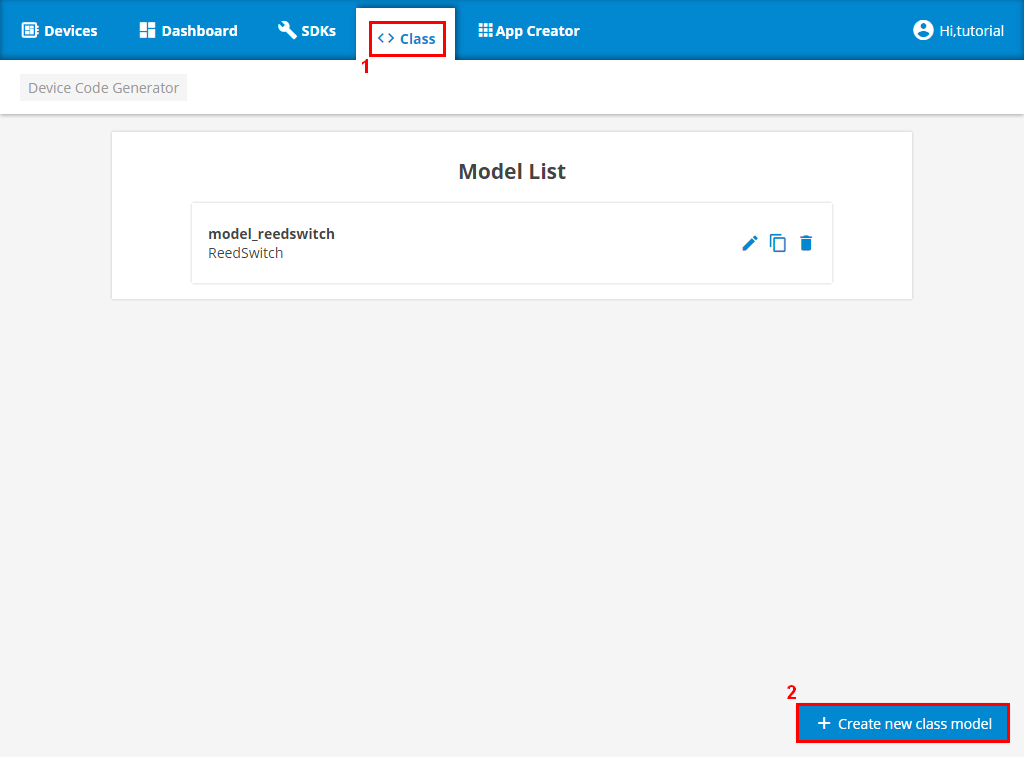 Devices Dashboard SDKs <> Class App Creator Hi,tutorial
1
Device Code Generator
Model List
model_reedswitch
ReedSwitch
2
+ Create new class model